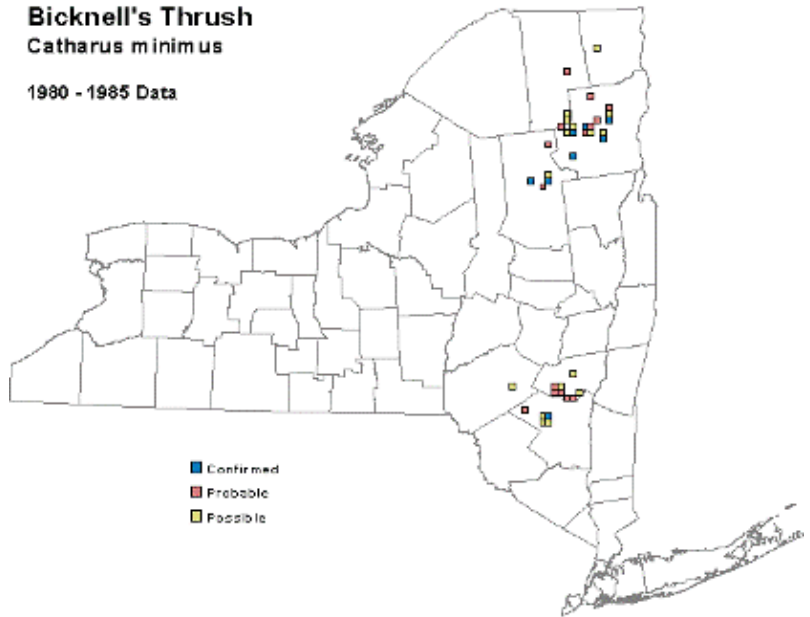 Bicknell's Thrush
Catharus minimus
1980 - 1985 Data
Confirmed
Probable
Possible